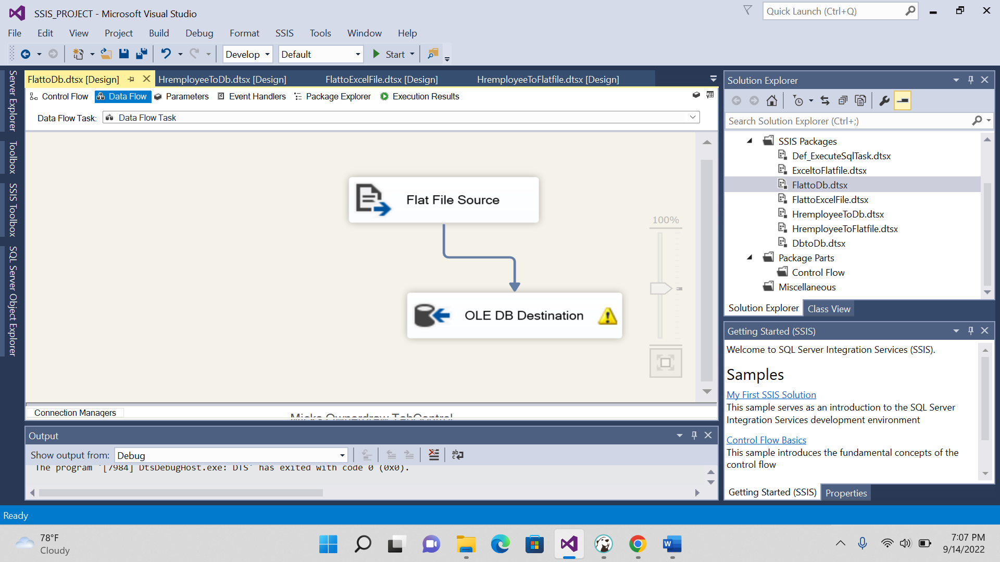 SSIS_PROJECT - Microsoft Visual Studio
Quick Launch (Ctrl+Q)
File Edit View Project Build Debug Format SSIS Tools Window Help
Develop Default Start
FlattoDb.dtsx [Design] HremployeeToDb.dtsx [Design] FlattoExcelFile.dtsx [Design] HremployeeToFlatfile.dtsx [Design]
Control Flow Data Flow Parameters Event Handlers Package Explorer Execution Results
Data Flow Task: Data Flow Task
Server Explorer
Toolbox
SSIS Toolbox
SQL Server Object Explorer
Flat File Source
100%
OLE DB Destination
Connection Managers
Micks Ownerdraw TabControl
Output
Show output from: Debug
The program '[7984] DtsDebugHost.exe: DTS' has exited with code 0 (0x0).
Solution Explorer
Search Solution Explorer (Ctrl+;)
SSIS Packages
Def_ExecuteSqlTask.dtsx
ExceltoFlatfile.dtsx
FlattoDb.dtsx
FlattoExcelFile.dtsx
HremployeeToDb.dtsx
HremployeeToFlatfile.dtsx
DbtoDb.dtsx
Package Parts
Control Flow
Miscellaneous
Solution Explorer Class View
Getting Started (SSIS)
Welcome to SQL Server Integration Services (SSIS).
Samples
My First SSIS Solution
This sample serves as an introduction to the SQL Server
Integration Services development environment
Control Flow Basics
This sample introduces the fundamental concepts of the
control flow
Getting Started (SSIS) Properties
Ready
78°F
Cloudy
7:07 PM
9/14/2022